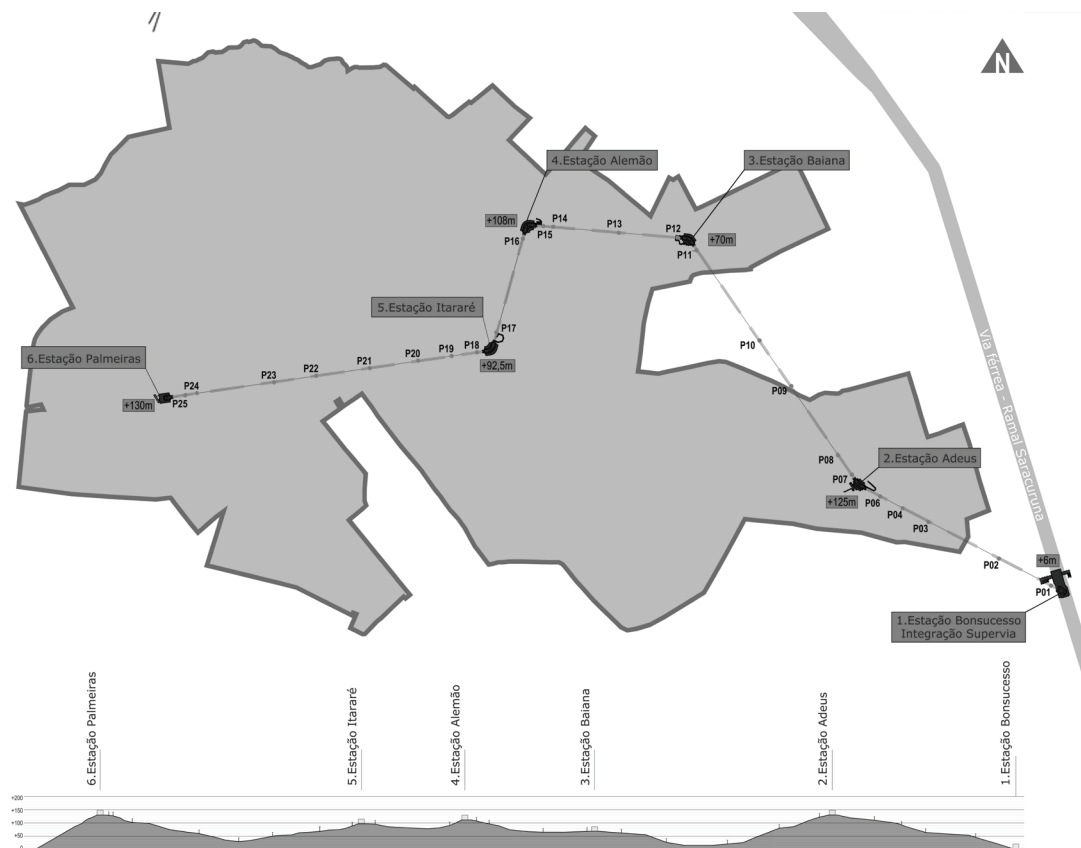 N
4.Estação Alemão
3.Estação Baiana
+108m
P14
P15
P13
P12
+70m
P16
P11
5.Estação Itararé
P17
P10
6.Estação Palmeiras
P18
P19
P20
P21
+92,5m
P22
P23
P24
P25
+130m
P09
Via férrea - Ramal Saracuruna
P08
2.Estação Adeus
P07
+125m
P06
P04
P03
P02
+6m
P01
1.Estação Bonsucesso
Integração Supervia
6.Estação Palmeiras
5.Estação Itararé
4.Estação Alemão
3.Estação Baiana
2.Estação Adeus
1.Estação Bonsucesso
+200
+150
+100
+50
0